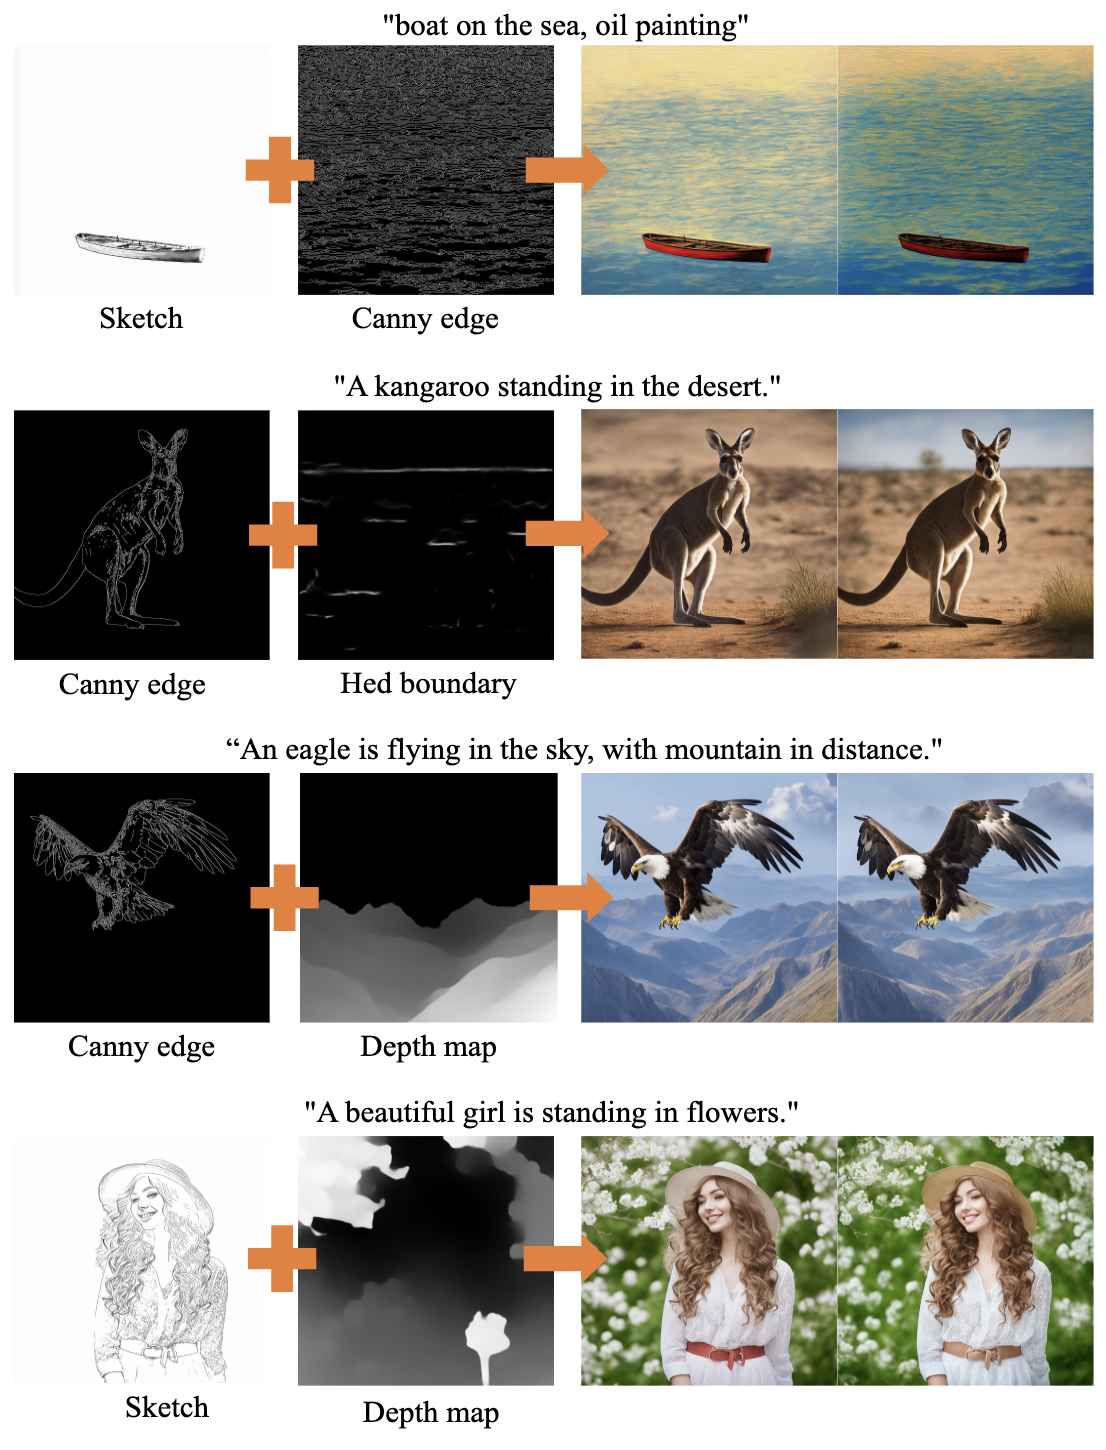 "boat on the sea, oil painting"
Sketch
Canny edge
"A kangaroo standing in the desert."
Canny edge
Hed boundary
“An eagle is flying in the sky, with mountain in distance."
Canny edge
Depth map
"A beautiful girl is standing in flowers."
Sketch
Depth map